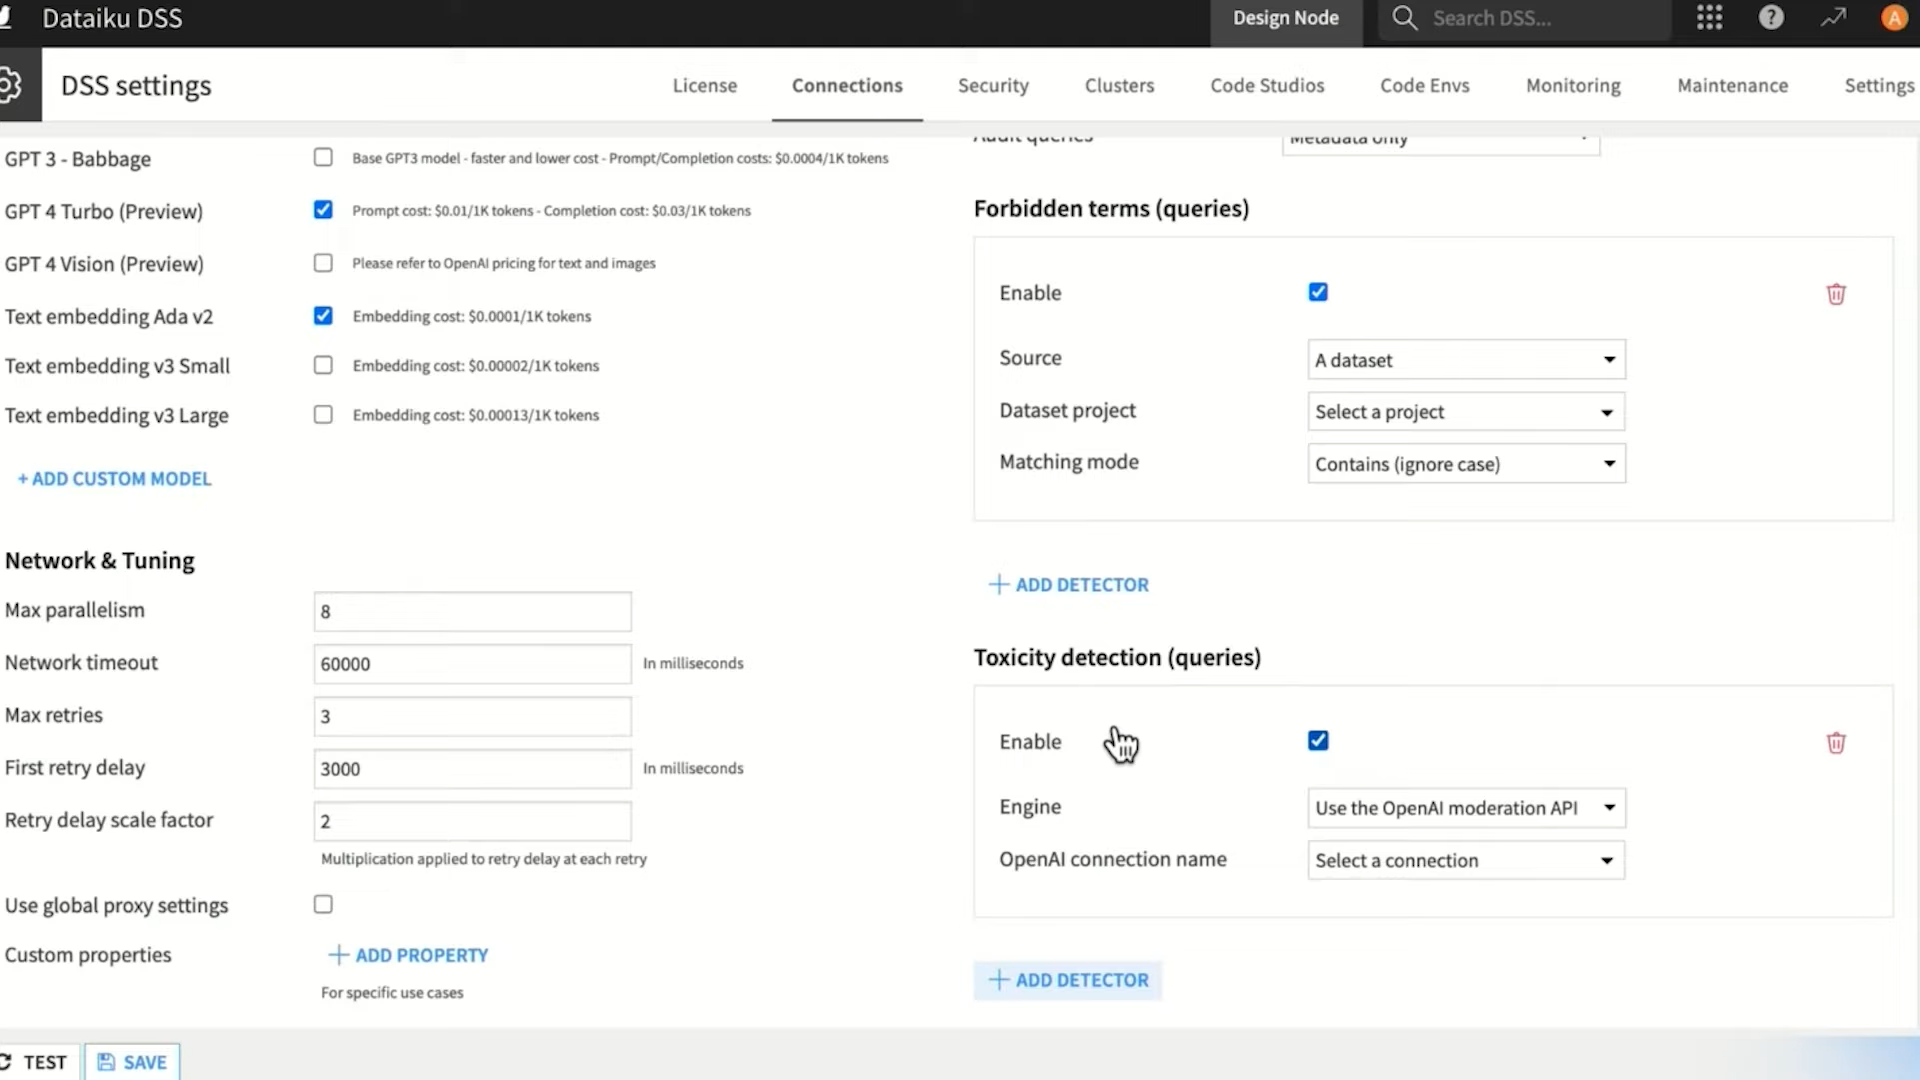 Dataiku DSS
Design Node
Search DSS...
?
A
DSS settings
License
Connections
Security
Clusters
Code Studios
Code Envs
Monitoring
Maintenance
Settings
GPT 3 - Babbage
Base GPT3 model - faster and lower cost - Prompt/Completion costs: $0.0004/1K tokens
GPT 4 Turbo (Preview)
Prompt cost: $0.01/1K tokens - Completion cost: $0.03/1K tokens
GPT 4 Vision (Preview)
Please refer to OpenAI pricing for text and images
Text embedding Ada v2
Embedding cost: $0.0001/1K tokens
Text embedding v3 Small
Embedding cost: $0.00002/1K tokens
Text embedding v3 Large
Embedding cost: $0.00013/1K tokens
+ ADD CUSTOM MODEL
Network & Tuning
Max parallelism
8
Network timeout
60000
In milliseconds
Max retries
3
First retry delay
3000
In milliseconds
Retry delay scale factor
2
Multiplication applied to retry delay at each retry
Use global proxy settings
Custom properties
+ ADD PROPERTY
For specific use cases
Audit queries
Metadata only
Forbidden terms (queries)
Enable
Source
A dataset
Dataset project
Select a project
Matching mode
Contains (ignore case)
+ ADD DETECTOR
Toxicity detection (queries)
Enable
Engine
Use the OpenAI moderation API
OpenAI connection name
Select a connection
+ ADD DETECTOR
TEST
SAVE